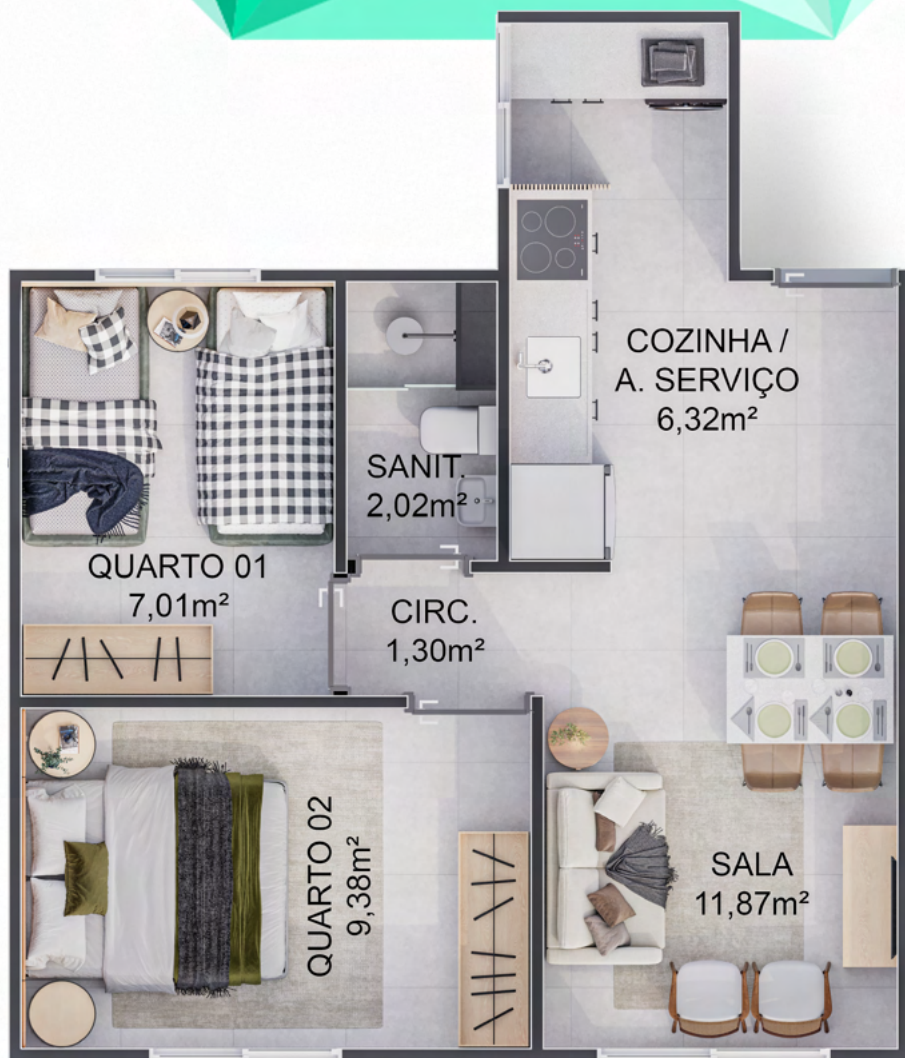 COZINHA /
A. SERVIÇO
6,32m²
SANIT.
2,02m²
QUARTO 01
7,01m²
CIRC.
1,30m²
QUARTO 02
9,38m²
SALA
11,87m²